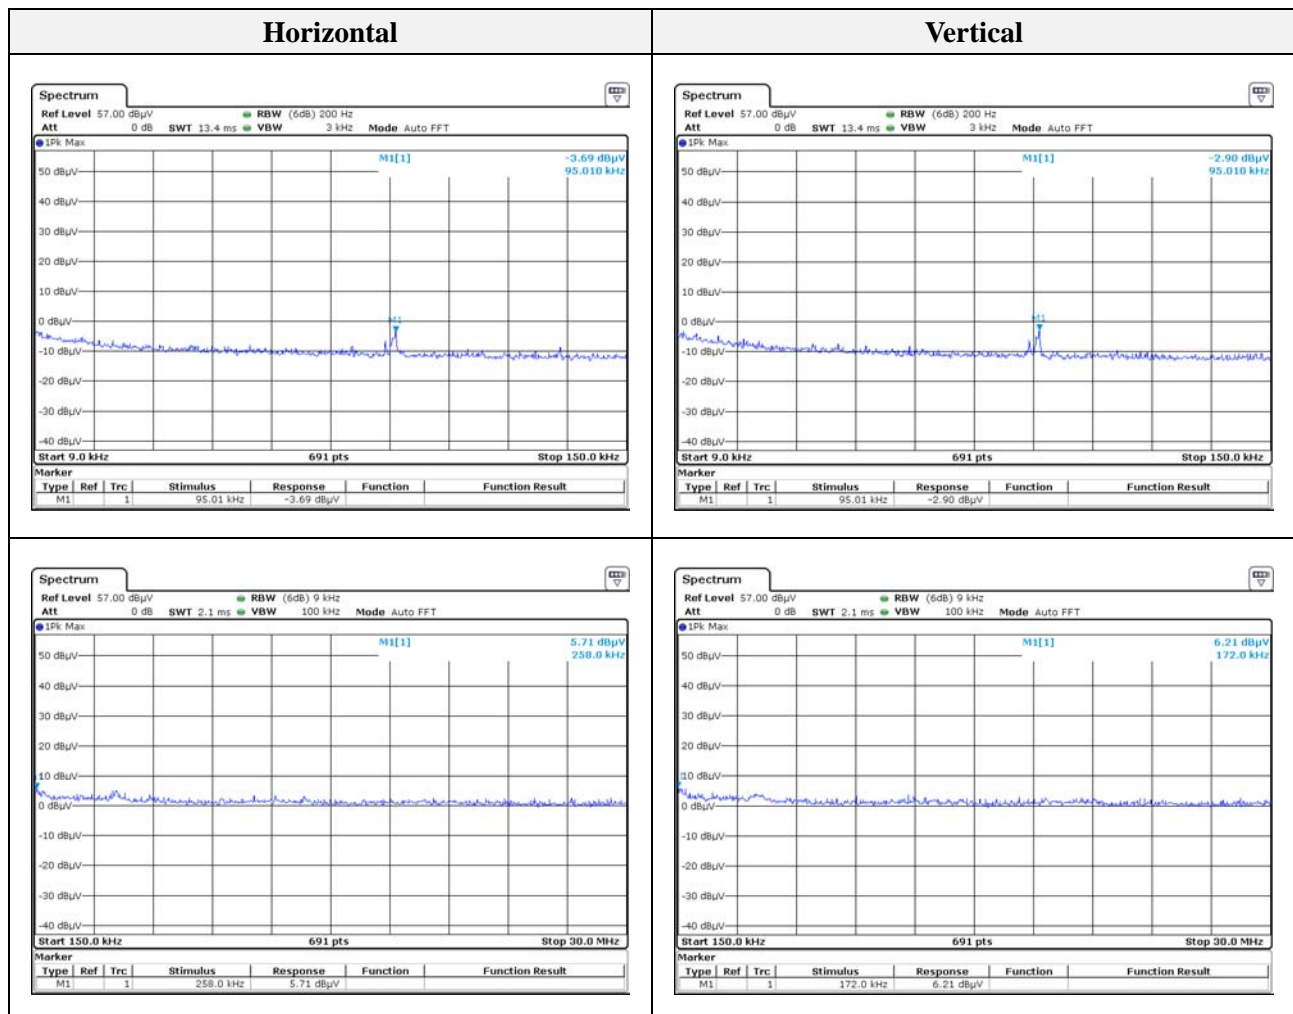 Horizontal
Vertical
Spectrum
Ref Level 57.00 dBµV RBW (6dB) 200 Hz
Att 0 dB SWT 13.4 ms VBW 3 kHz Mode Auto FFT
1Pk Max
M1[1] -3.69 dBµV
95.010 kHz
50 dBµV
40 dBµV
30 dBµV
20 dBµV
10 dBµV
0 dBµV
M1
-10 dBµV
-20 dBµV
-30 dBµV
-40 dBµV
Start 9.0 kHz 691 pts Stop 150.0 kHz
Marker
Type Ref Trc Stimulus Response Function Function Result
M1 1 95.01 kHz -3.69 dBµV
Spectrum
Ref Level 57.00 dBµV RBW (6dB) 200 Hz
Att 0 dB SWT 13.4 ms VBW 3 kHz Mode Auto FFT
1Pk Max
M1[1] -2.90 dBµV
95.010 kHz
50 dBµV
40 dBµV
30 dBµV
20 dBµV
10 dBµV
0 dBµV
M1
-10 dBµV
-20 dBµV
-30 dBµV
-40 dBµV
Start 9.0 kHz 691 pts Stop 150.0 kHz
Marker
Type Ref Trc Stimulus Response Function Function Result
M1 1 95.01 kHz -2.90 dBµV
Spectrum
Ref Level 57.00 dBµV RBW (6dB) 9 kHz
Att 0 dB SWT 2.1 ms VBW 100 kHz Mode Auto FFT
1Pk Max
M1[1] 5.71 dBµV
258.0 kHz
50 dBµV
40 dBµV
30 dBµV
20 dBµV
10 dBµV
0 dBµV
-10 dBµV
-20 dBµV
-30 dBµV
-40 dBµV
Start 150.0 kHz 691 pts Stop 30.0 MHz
Marker
Type Ref Trc Stimulus Response Function Function Result
M1 1 258.0 kHz 5.71 dBµV
Spectrum
Ref Level 57.00 dBµV RBW (6dB) 9 kHz
Att 0 dB SWT 2.1 ms VBW 100 kHz Mode Auto FFT
1Pk Max
M1[1] 6.21 dBµV
172.0 kHz
50 dBµV
40 dBµV
30 dBµV
20 dBµV
10 dBµV
0 dBµV
-10 dBµV
-20 dBµV
-30 dBµV
-40 dBµV
Start 150.0 kHz 691 pts Stop 30.0 MHz
Marker
Type Ref Trc Stimulus Response Function Function Result
M1 1 172.0 kHz 6.21 dBµV